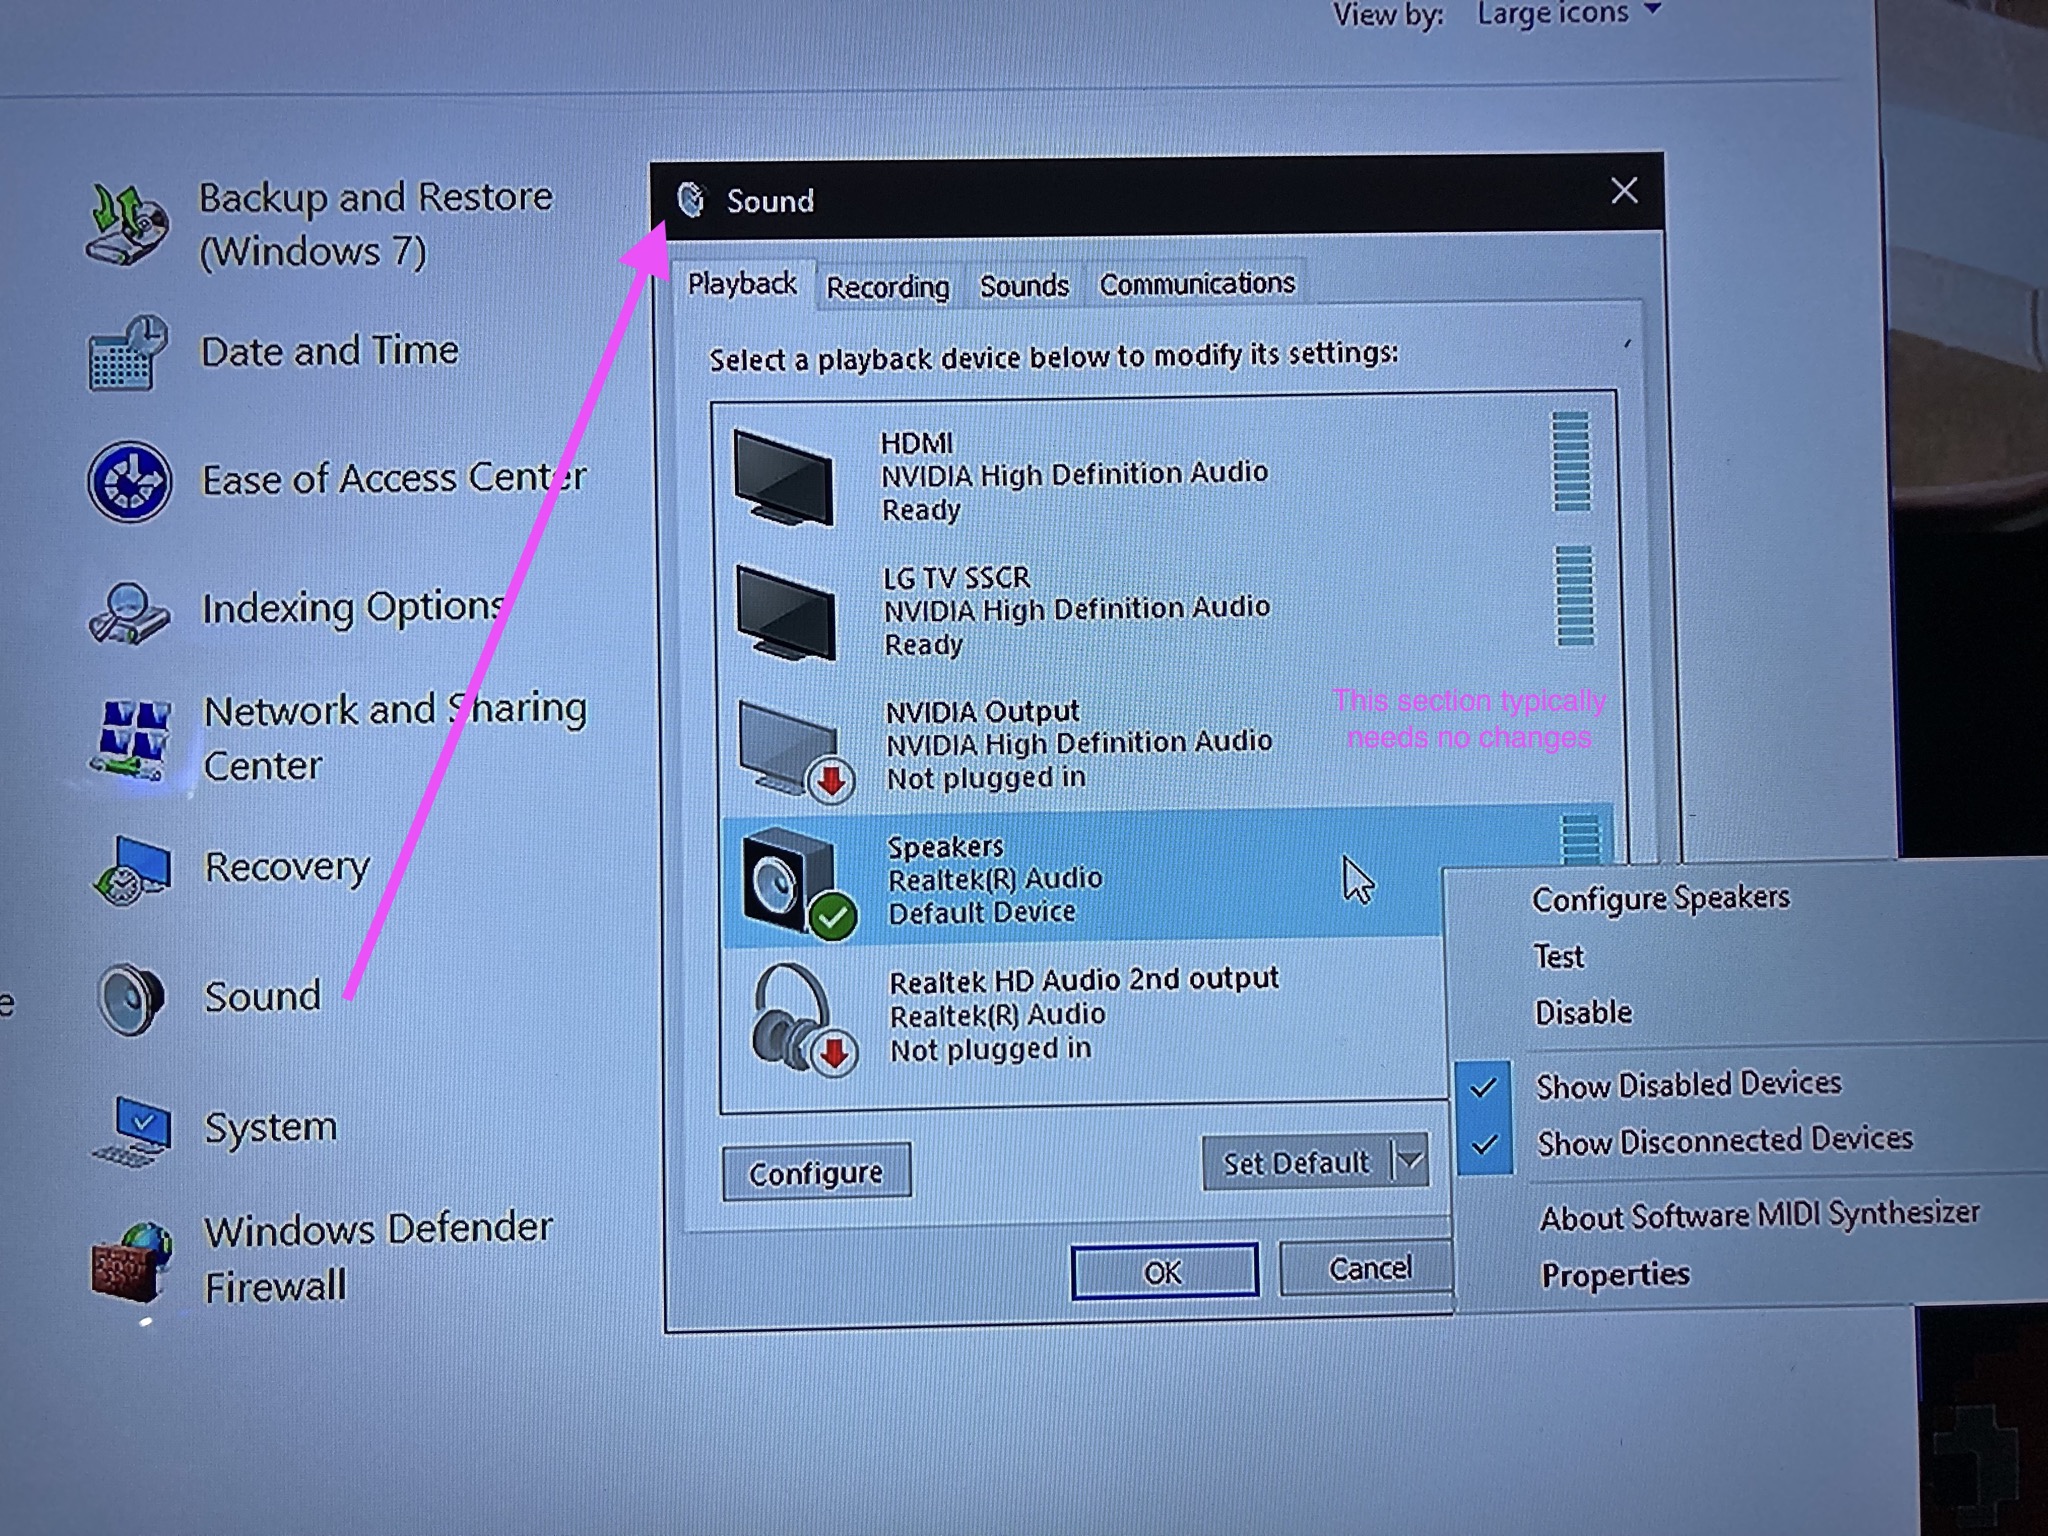 View by: Large icons
Backup and Restore
(Windows 7)
Date and Time
Ease of Access Center
Indexing Options
Network and Sharing
Center
Recovery
e
Sound
System
Windows Defender
Firewall
Sound
Playback Recording Sounds Communications
Select a playback device below to modify its settings:
HDMI
NVIDIA High Definition Audio
Ready
LG TV SSCR
NVIDIA High Definition Audio
Ready
NVIDIA Output
NVIDIA High Definition Audio
Not plugged in
This section typically
needs no changes
Speakers
Realtek(R) Audio
Default Device
Realtek HD Audio 2nd output
Realtek(R) Audio
Not plugged in
Configure
Set Default
OK
Cancel
Configure Speakers
Test
Disable
Show Disabled Devices
Show Disconnected Devices
About Software MIDI Synthesizer
Properties